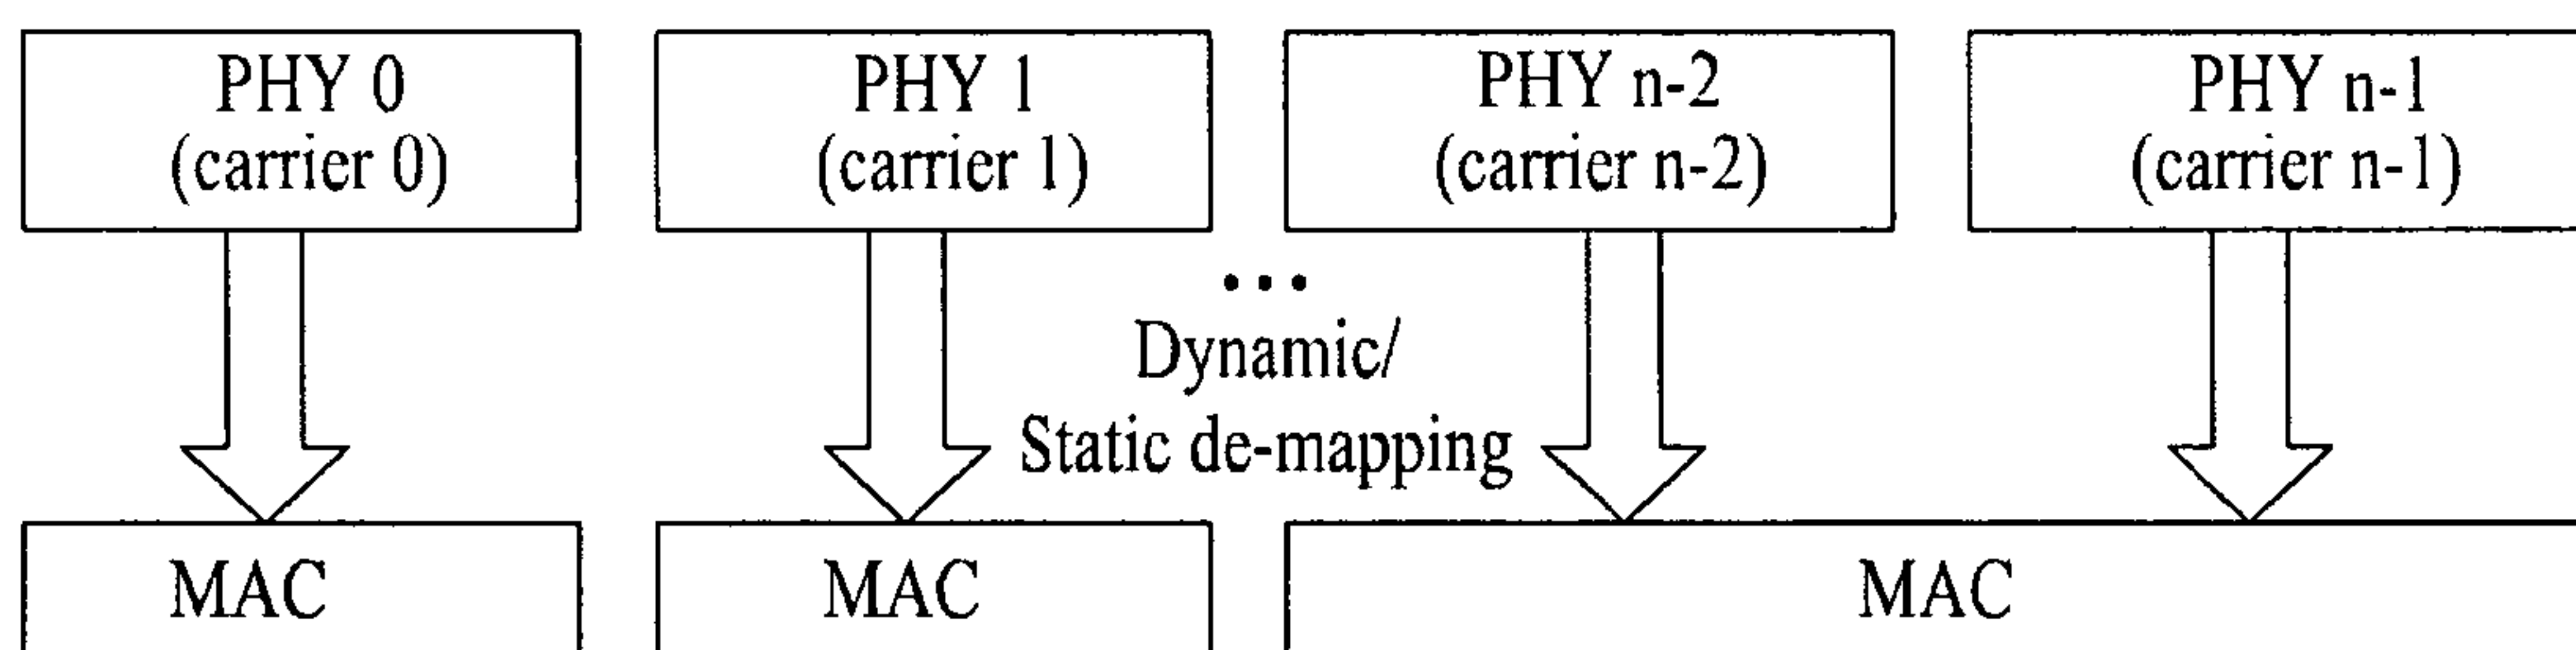 PHY 0
(carrier 0)
PHY 1
(carrier 1)
PHY n-2
(carrier n-2)
PHY n-1
(carrier n-1)
...
Dynamic/
Static de-mapping
MAC
MAC
MAC